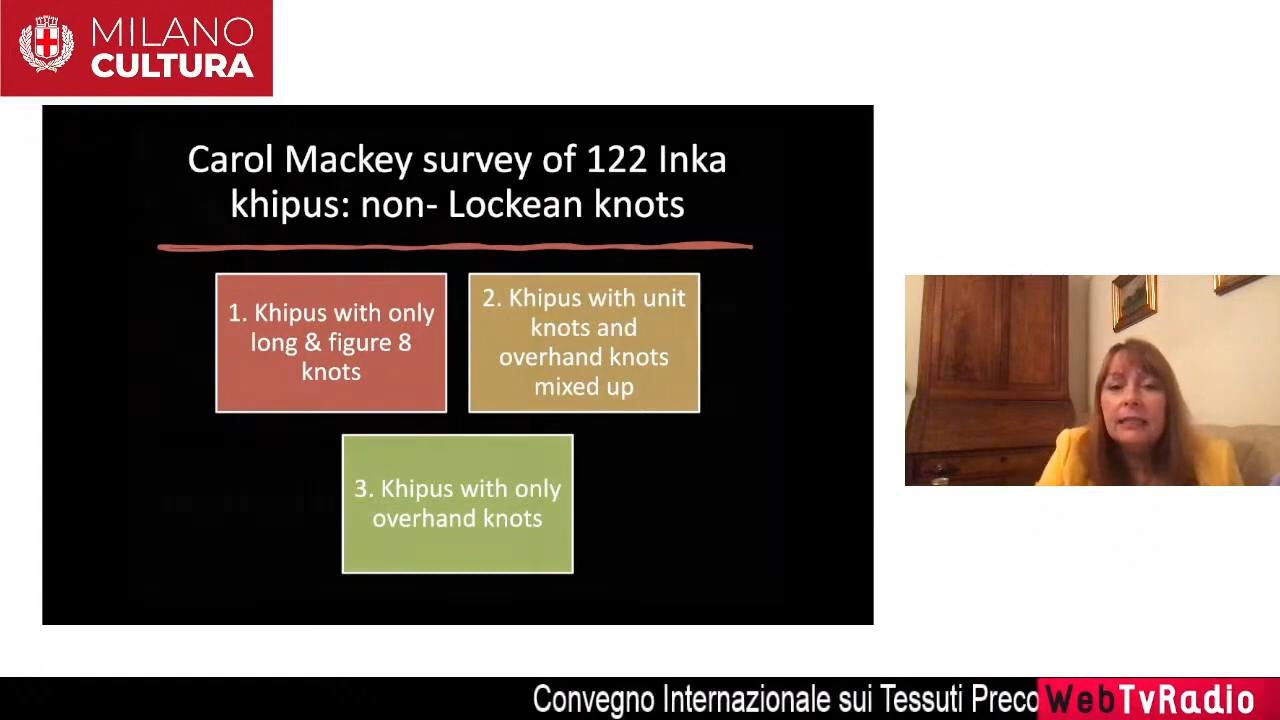 MILANO
CULTURA
Carol Mackey survey of 122 Inka
khipus: non- Lockean knots
1. Khipus with only
long & figure 8
knots
2. Khipus with unit
knots and
overhand knots
mixed up
3. Khipus with only
overhand knots
Convegno Internazionale sui Tessuti Preco
WebTvRadio